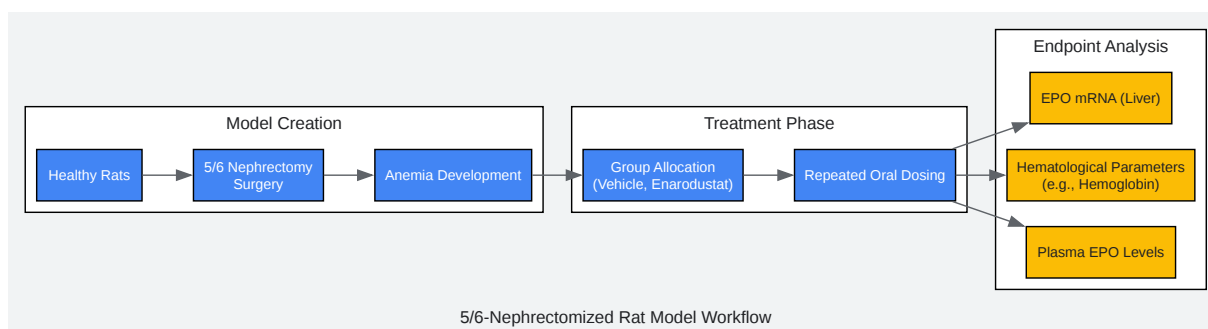 Model Creation
Healthy Rats
5/6 Nephrectomy
Surgery
Anemia Development
Treatment Phase
Group Allocation
(Vehicle, Enarodustat)
Repeated Oral Dosing
Endpoint Analysis
EPO mRNA (Liver)
Hematological Parameters
(e.g., Hemoglobin)
Plasma EPO Levels
5/6-Nephrectomized Rat Model Workflow